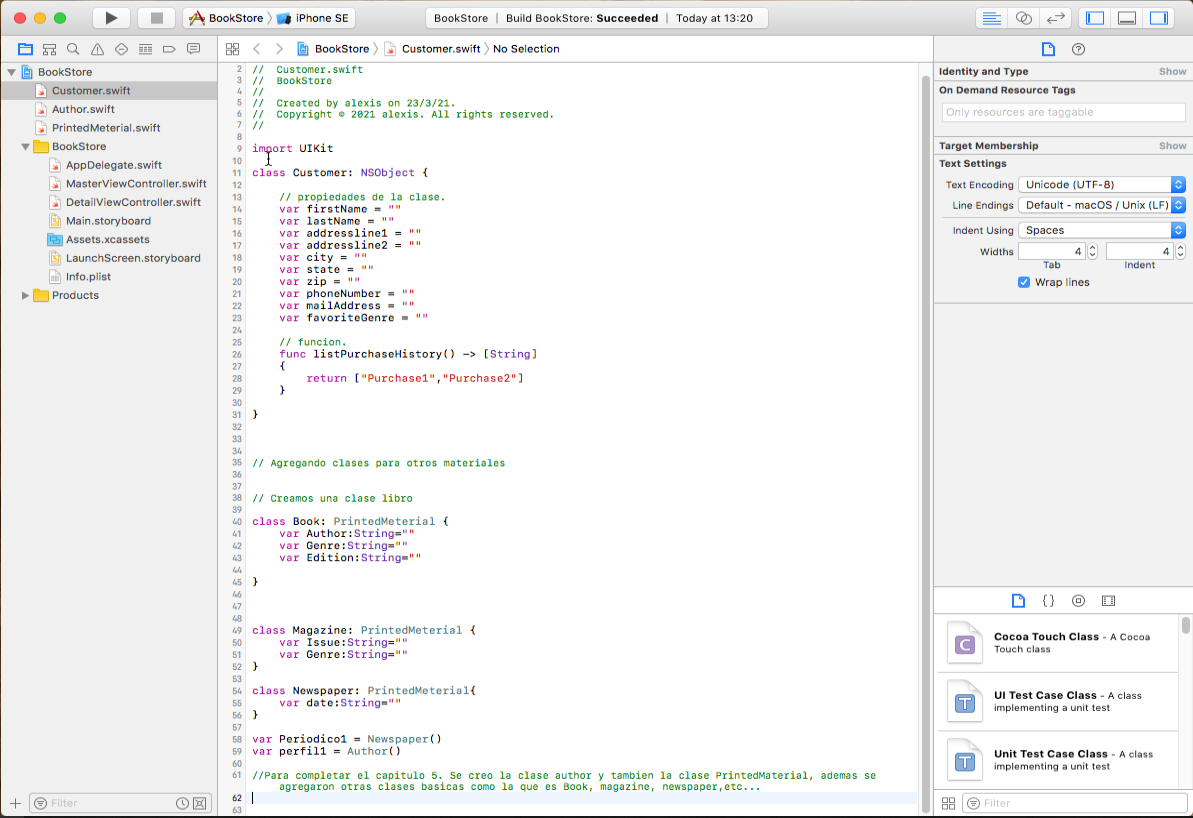 BookStore
iPhone SE
BookStore | Build BookStore: Succeeded | Today at 13:20
BookStore
Customer.swift
No Selection
BookStore
Customer.swift
Author.swift
PrintedMeterial.swift
BookStore
AppDelegate.swift
MasterViewController.swift
DetailViewController.swift
Main.storyboard
Assets.xcassets
LaunchScreen.storyboard
Info.plist
Products
Filter
2 //  Customer.swift
3 //  BookStore
4 //
5 //  Created by alexis on 23/3/21.
6 //  Copyright © 2021 alexis. All rights reserved.
7 //
8
9 import UIKit
10
11 class Customer: NSObject {
12
13     // propiedades de la clase.
14     var firstName = ""
15     var lastName = ""
16     var addressline1 = ""
17     var addressline2 = ""
18     var city = ""
19     var state = ""
20     var zip = ""
21     var phoneNumber = ""
22     var mailAddress = ""
23     var favoriteGenre = ""
24
25     // funcion.
26     func listPurchaseHistory() -> [String]
27     {
28         return ["Purchase1","Purchase2"]
29     }
30
31 }
32
33
34
35 // Agregando clases para otros materiales
36
37
38 // Creamos una clase libro
39
40 class Book: PrintedMeterial {
41     var Author:String=""
42     var Genre:String=""
43     var Edition:String=""
44
45 }
46
47
48
49 class Magazine: PrintedMeterial {
50     var Issue:String=""
51     var Genre:String=""
52 }
53
54 class Newspaper: PrintedMeterial{
55     var date:String=""
56 }
57
58 var Periodico1 = Newspaper()
59 var perfil1 = Author()
60
61 //Para completar el capitulo 5. Se creo la clase author y tambien la clase PrintedMaterial, ademas se
agregaron otras clases basicas como la que es Book, magazine, newspaper,etc...
62
63
Identity and Type Show
On Demand Resource Tags
Only resources are taggable
Target Membership Show
Text Settings
Text Encoding Unicode (UTF-8)
Line Endings Default - macOS / Unix (LF)
Indent Using Spaces
Widths 4 4
Tab Indent
Wrap lines
{ }
C
Cocoa Touch Class - A Cocoa
Touch class
T
UI Test Case Class - A class
implementing a unit test
T
Unit Test Case Class - A class
implementing a unit test
Filter